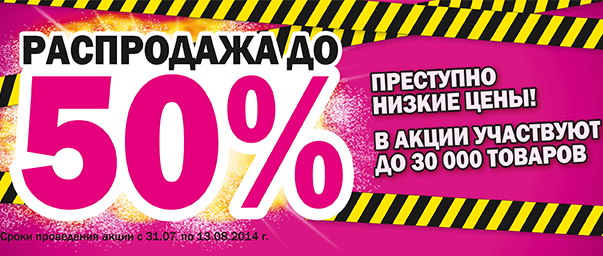 РАСПРОДАЖА ДО
50%
ПРЕСТУПНО
НИЗКИЕ ЦЕНЫ!
В АКЦИИ УЧАСТВУЮТ
ДО 30 000 ТОВАРОВ
Сроки проведения акции с 31.07. по 13.08.2014 г.